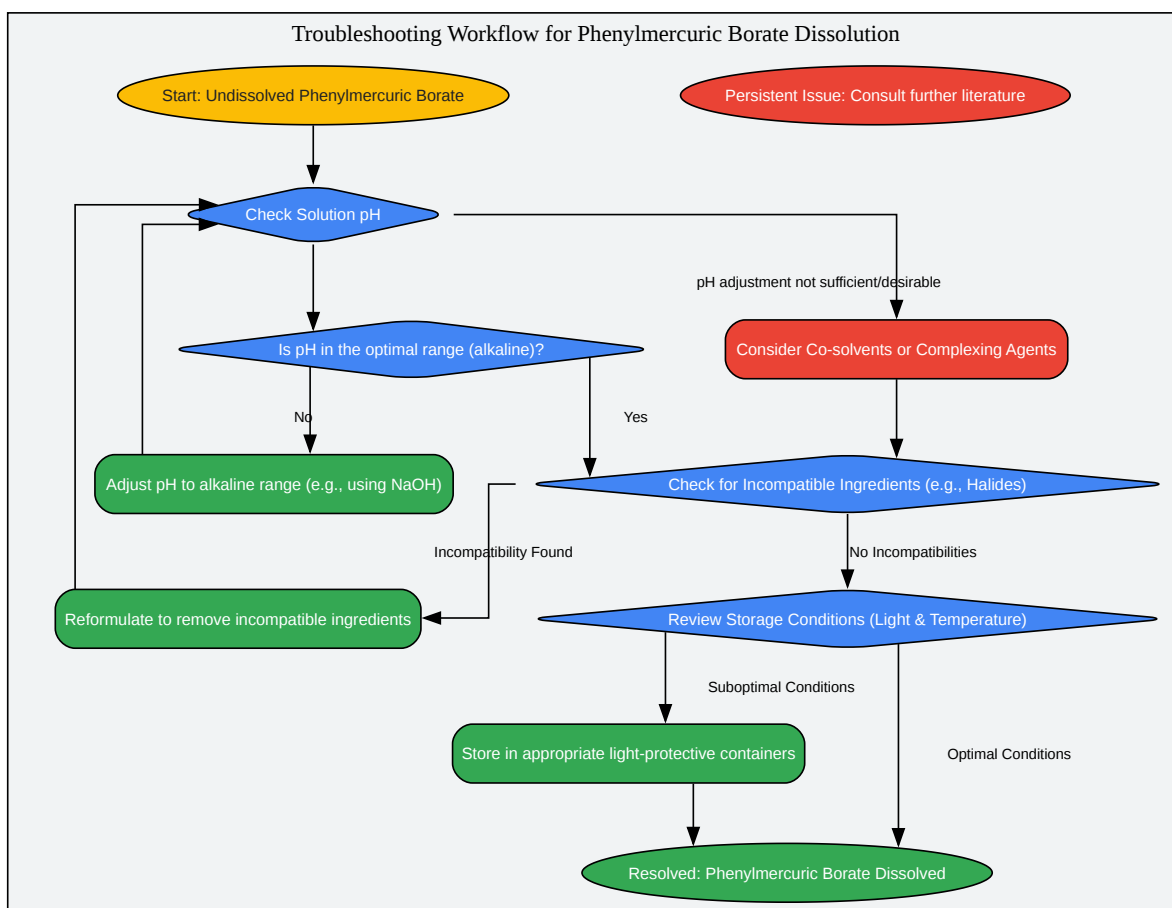 Troubleshooting Workflow for Phenylmercuric Borate Dissolution
Start: Undissolved Phenylmercuric Borate
Persistent Issue: Consult further literature
Check Solution pH
pH adjustment not sufficient/desirable
Is pH in the optimal range (alkaline)?
Consider Co-solvents or Complexing Agents
No
Yes
Adjust pH to alkaline range (e.g., using NaOH)
Check for Incompatible Ingredients (e.g., Halides)
Incompatibility Found
No Incompatibilities
Reformulate to remove incompatible ingredients
Review Storage Conditions (Light & Temperature)
Suboptimal Conditions
Store in appropriate light-protective containers
Optimal Conditions
Resolved: Phenylmercuric Borate Dissolved